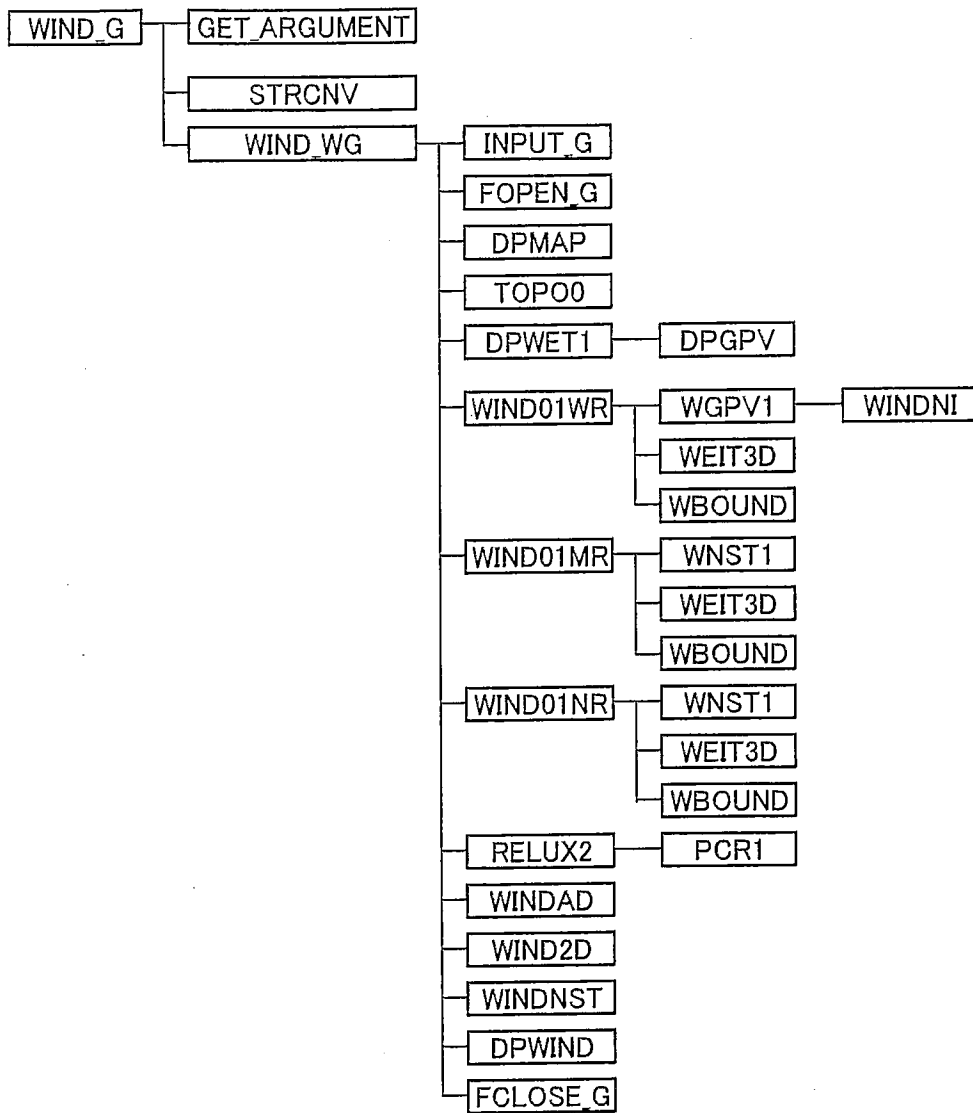 WIND_G
GET_ARGUMENT
STRCNV
WIND_WG
INPUT_G
FOPEN_G
DPMAP
TOPO0
DPWET1
DPGPV
WIND01WR
WGPV1
WINDNI
WEIT3D
WBOUND
WIND01MR
WNST1
WEIT3D
WBOUND
WIND01NR
WNST1
WEIT3D
WBOUND
RELUX2
PCR1
WINDAD
WIND2D
WINDNST
DPWIND
FCLOSE_G